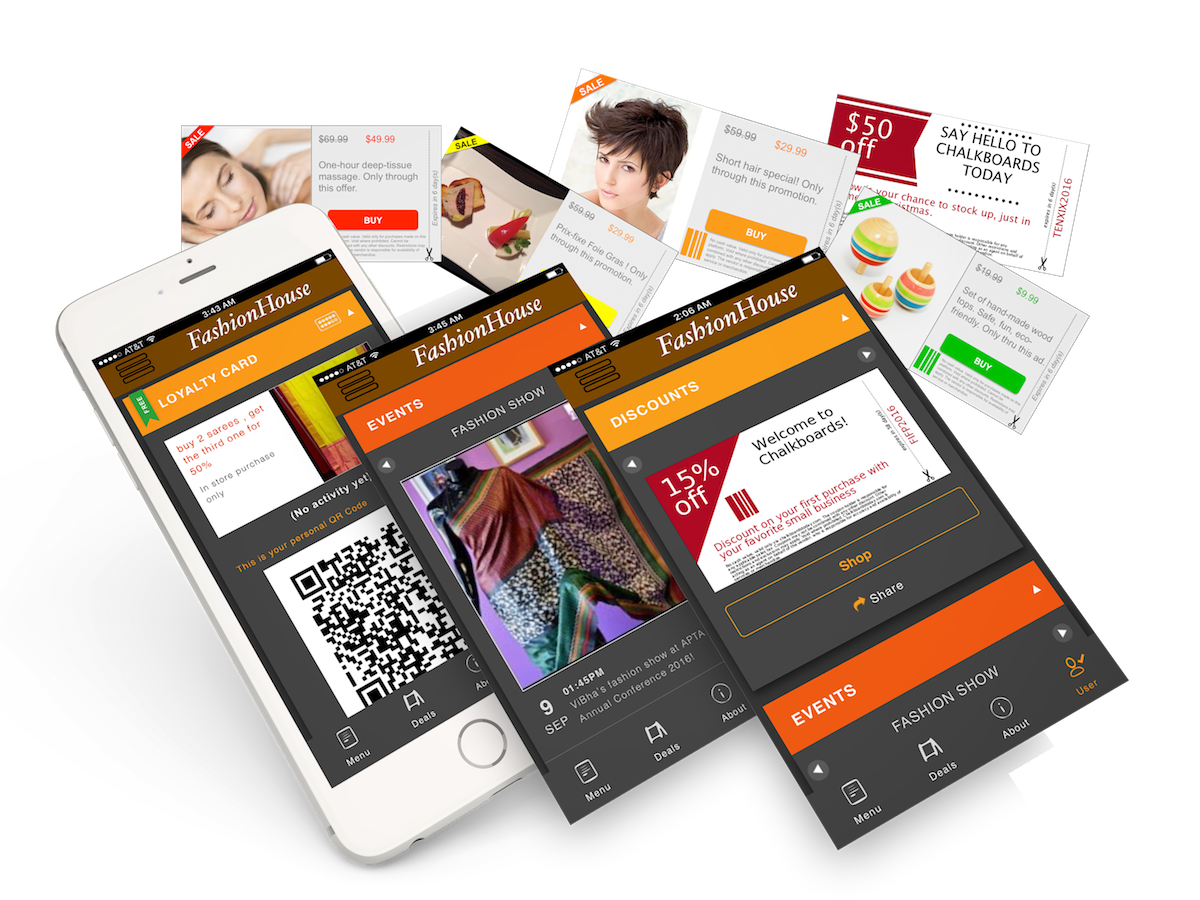 SALE
$69.99 $49.99
One-hour deep-tissue
massage. Only through
this offer.
BUY
Expires in 6 day(s)
SALE
$59.99 $29.99
Prix-fixe Foie Gras ! Only
through this promotion.
SALE
$59.99 $29.99
Short hair special! Only
through this promotion.
BUY
Expires in 6 day(s)
$50
off
SAY HELLO TO
CHALKBOARDS
TODAY
is your chance to stock up, just in
expires in 6 day(s)
TENXIX2016
SALE
$19.99 $9.99
Set of hand-made wood
tops. Safe, fun, eco-
friendly. Only thru this ad.
BUY
Expires in 6 day(s)
AT&T 3:43 AM
FashionHouse
FREE
LOYALTY CARD
buy 2 sarees , get
the third one for
50%
In store purchase
only
(No activity yet)
This is your personal QR Code
Menu
Deals
AT&T 3:45 AM
FashionHouse
EVENTS
FASHION SHOW
9
SEP
01:45PM
ViBha's fashion show at APTA
Annual Conference 2016!
Menu
Deals
About
AT&T 2:06 AM
FashionHouse
DISCOUNTS
15%
off
Welcome to
Chalkboards!
FIFP2016
Discount on your first purchase with
your favorite small business
Shop
Share
EVENTS
FASHION SHOW
Menu
Deals
About
User